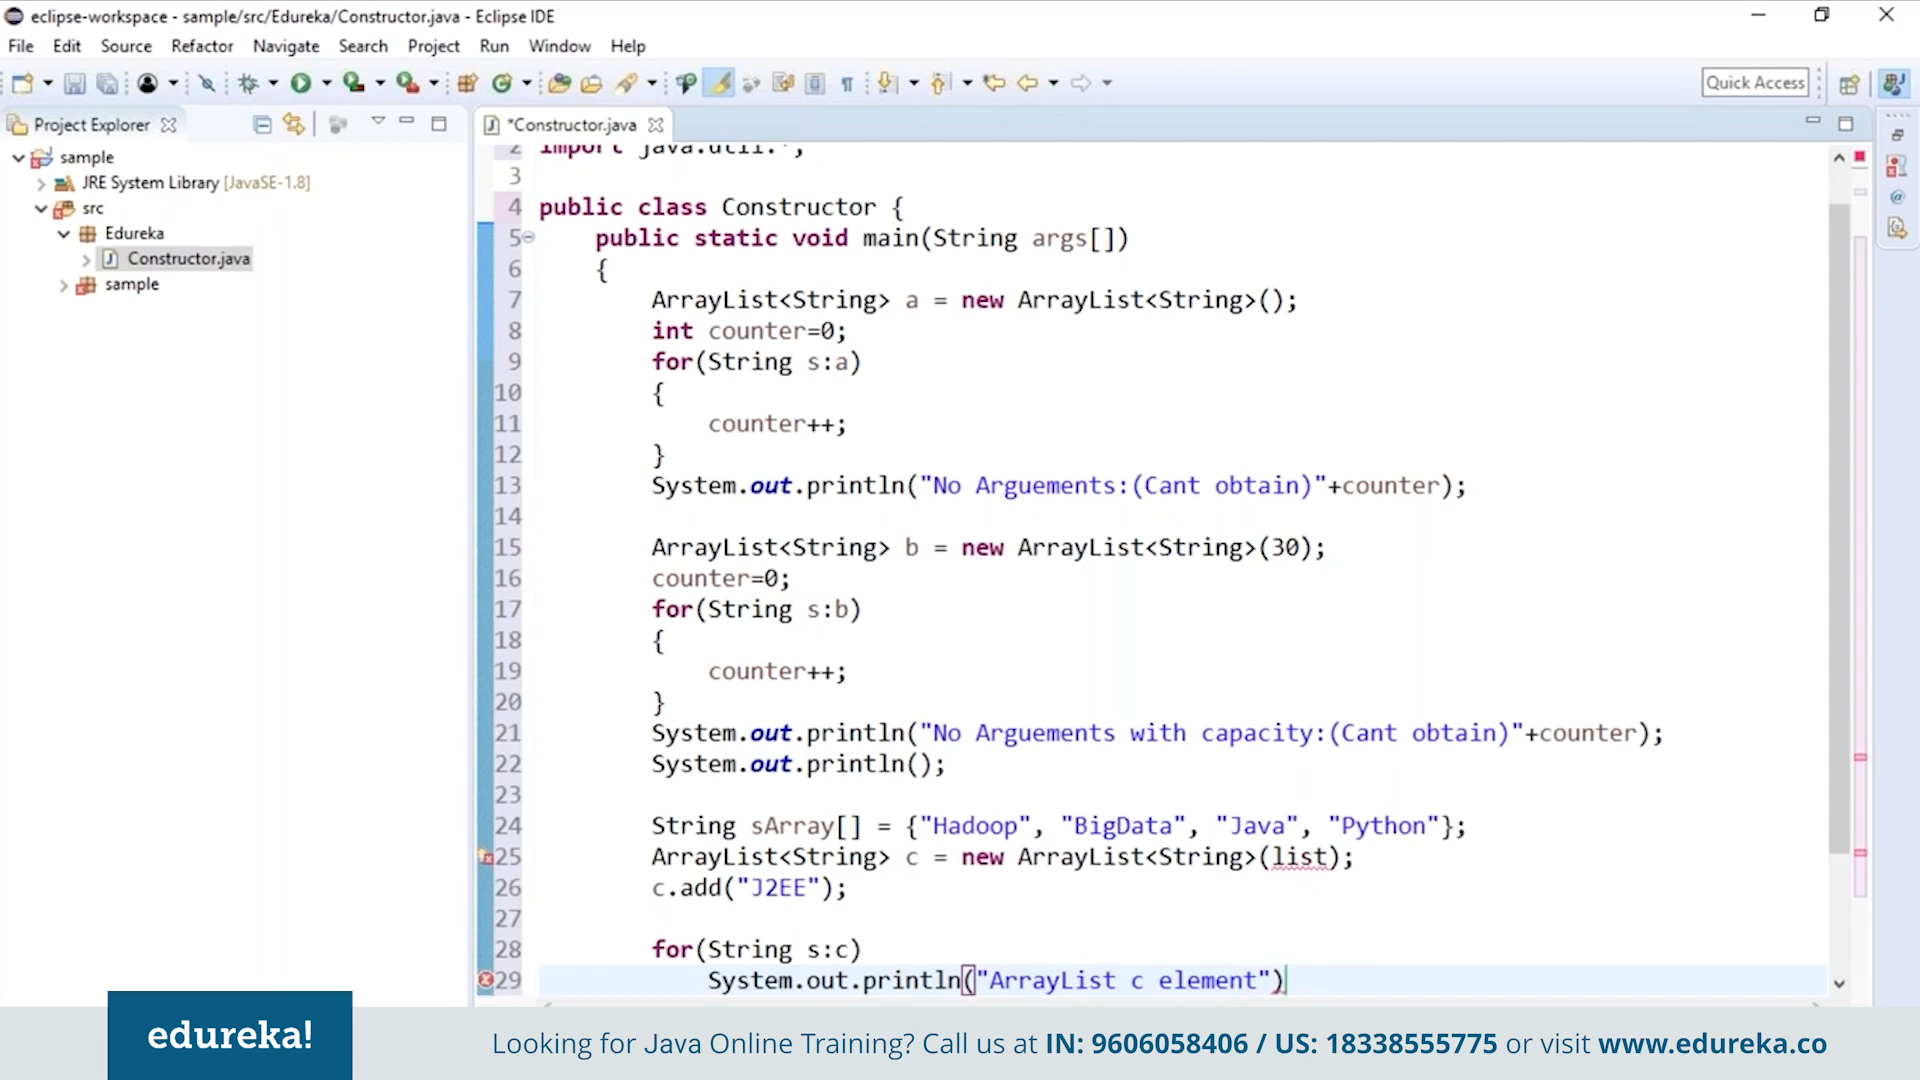 eclipse-workspace - sample/src/Edureka/Constructor.java - Eclipse IDE
File Edit Source Refactor Navigate Search Project Run Window Help
Quick Access
Project Explorer
*Constructor.java
sample
JRE System Library [JavaSE-1.8]
src
Edureka
Constructor.java
sample
2 import java.util.*;
3
4 public class Constructor {
5 public static void main(String args[])
6 {
7 ArrayList<String> a = new ArrayList<String>();
8 int counter=0;
9 for(String s:a)
10 {
11 counter++;
12 }
13 System.out.println("No Arguements:(Cant obtain)"+counter);
14
15 ArrayList<String> b = new ArrayList<String>(30);
16 counter=0;
17 for(String s:b)
18 {
19 counter++;
20 }
21 System.out.println("No Arguements with capacity:(Cant obtain)"+counter);
22 System.out.println();
23
24 String sArray[] = {"Hadoop", "BigData", "Java", "Python"};
25 ArrayList<String> c = new ArrayList<String>(list);
26 c.add("J2EE");
27
28 for(String s:c)
29 System.out.println("ArrayList c element")
edureka!
Looking for Java Online Training? Call us at IN: 9606058406 / US: 18338555775 or visit www.edureka.co